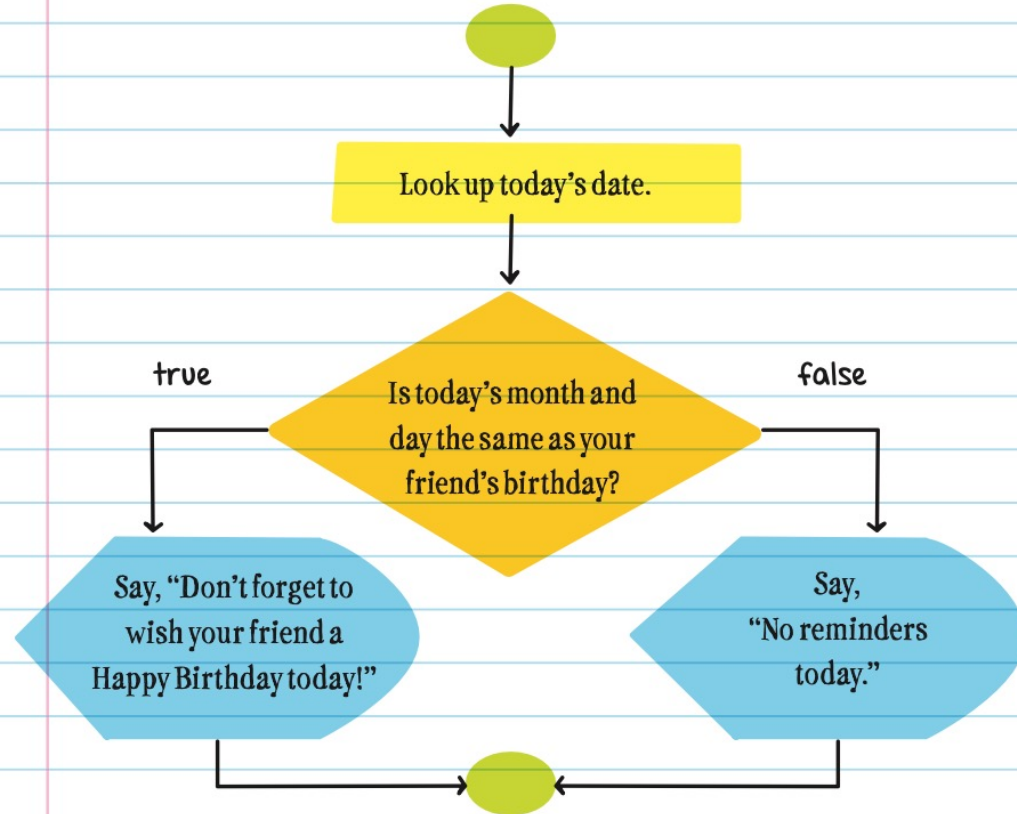 Look up today's date.
true
false
Is today's month and
day the same as your
friend's birthday?
Say, “Don't forget to
wish your friend a
Happy Birthday today!”
Say,
“No reminders
today.”